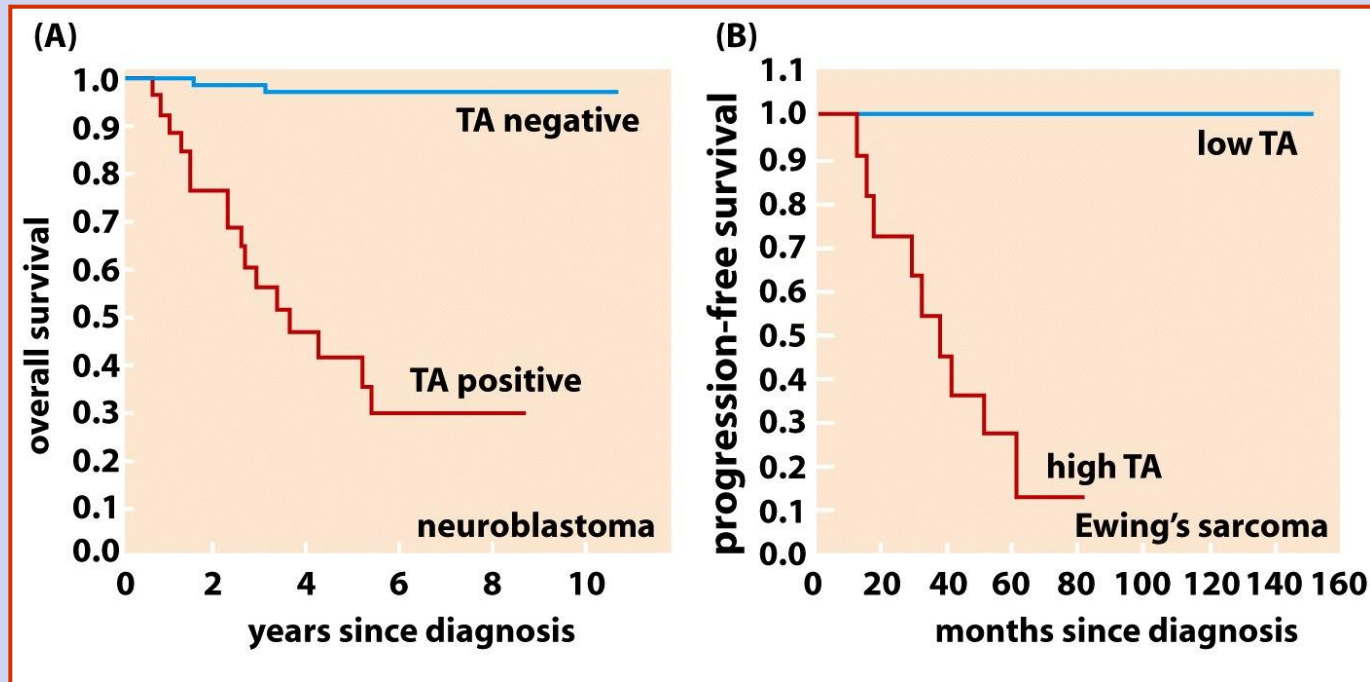 (A)
overall survival
1.0
0.9
0.8
0.7
0.6
0.5
0.4
0.3
0.2
0.1
0.0
TA negative
TA positive
neuroblastoma
0 2 4 6 8 10
years since diagnosis
(B)
progression-free survival
1.1
1.0
0.9
0.8
0.7
0.6
0.5
0.4
0.3
0.2
0.1
0.0
low TA
high TA
Ewing’s sarcoma
0 20 40 60 80 100 120 140 160
months since diagnosis